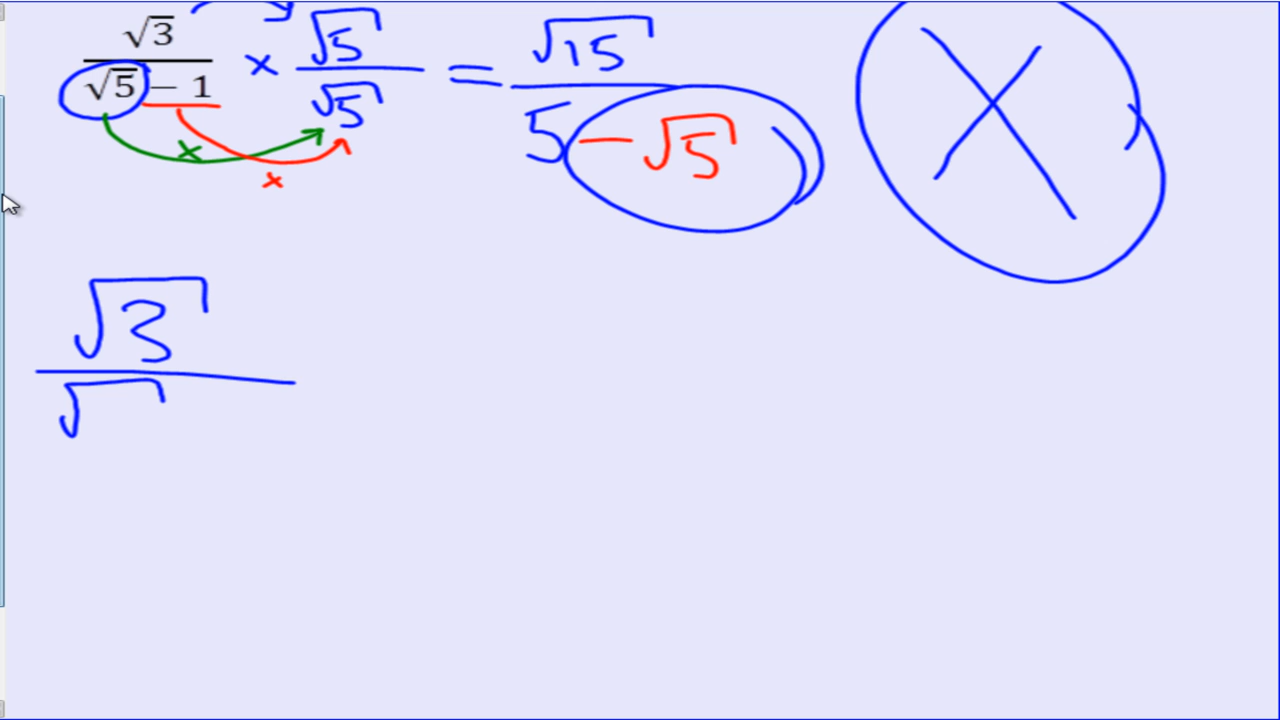 √3/(√5 − 1) × √5/√5 = √15/(5 − √5)
× ×
√3/√